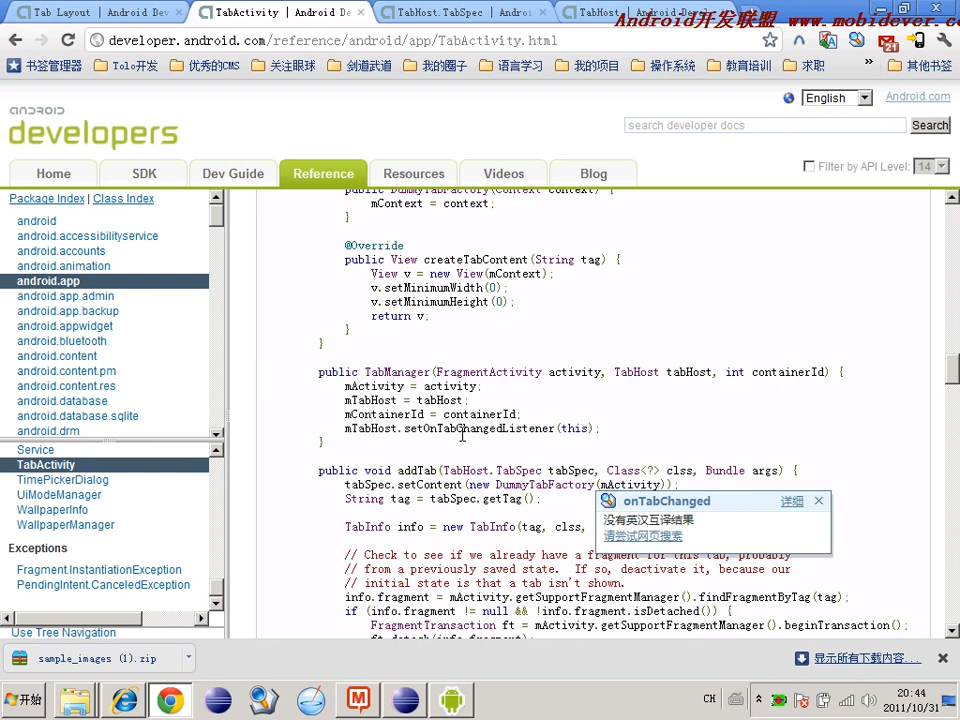 Tab Layout | Android Dev
TabActivity | Android De
TabHost.TabSpec | Androi
TabHost | Android Devel
Android开发联盟 www.mobidever.co
developer.android.com/reference/android/app/TabActivity.html
21
书签管理器 Tolo开发 优秀的CMS 关注眼球 剑道武道 我的圈子 语言学习 我的项目 操作系统 教育培训 求职 » 其他书签
ANDROID
developers
English
Android.com
search developer docs
Search
Home SDK Dev Guide Reference Resources Videos Blog
Filter by API Level: 14
Package Index | Class Index
android
android.accessibilityservice
android.accounts
android.animation
android.app
android.app.admin
android.app.backup
android.appwidget
android.bluetooth
android.content
android.content.pm
android.content.res
android.database
android.database.sqlite
android.drm
Service
TabActivity
TimePickerDialog
UiModeManager
WallpaperInfo
WallpaperManager
Exceptions
Fragment.InstantiationException
PendingIntent.CanceledException
Use Tree Navigation
public DummyTabFactory(Context context) {
mContext = context;
}
@Override
public View createTabContent(String tag) {
View v = new View(mContext);
v.setMinimumWidth(0);
v.setMinimumHeight(0);
return v;
}
}
public TabManager(FragmentActivity activity, TabHost tabHost, int containerId) {
mActivity = activity;
mTabHost = tabHost;
mContainerId = containerId;
mTabHost.setOnTabChangedListener(this);
}
public void addTab(TabHost.TabSpec tabSpec, Class<?> clss, Bundle args) {
tabSpec.setContent(new DummyTabFactory(mActivity));
String tag = tabSpec.getTag();
TabInfo info = new TabInfo(tag, clss,
// Check to see if we already have a fragment for this tab, probably
// from a previously saved state.  If so, deactivate it, because our
// initial state is that a tab isn't shown.
info.fragment = mActivity.getSupportFragmentManager().findFragmentByTag(tag);
if (info.fragment != null && !info.fragment.isDetached()) {
FragmentTransaction ft = mActivity.getSupportFragmentManager().beginTransaction();
ft.detach(info.fragment);
onTabChanged 详细
没有英汉互译结果
请尝试网页搜索
sample_images (1).zip
显示所有下载内容...
开始
CH
20:44
2011/10/31